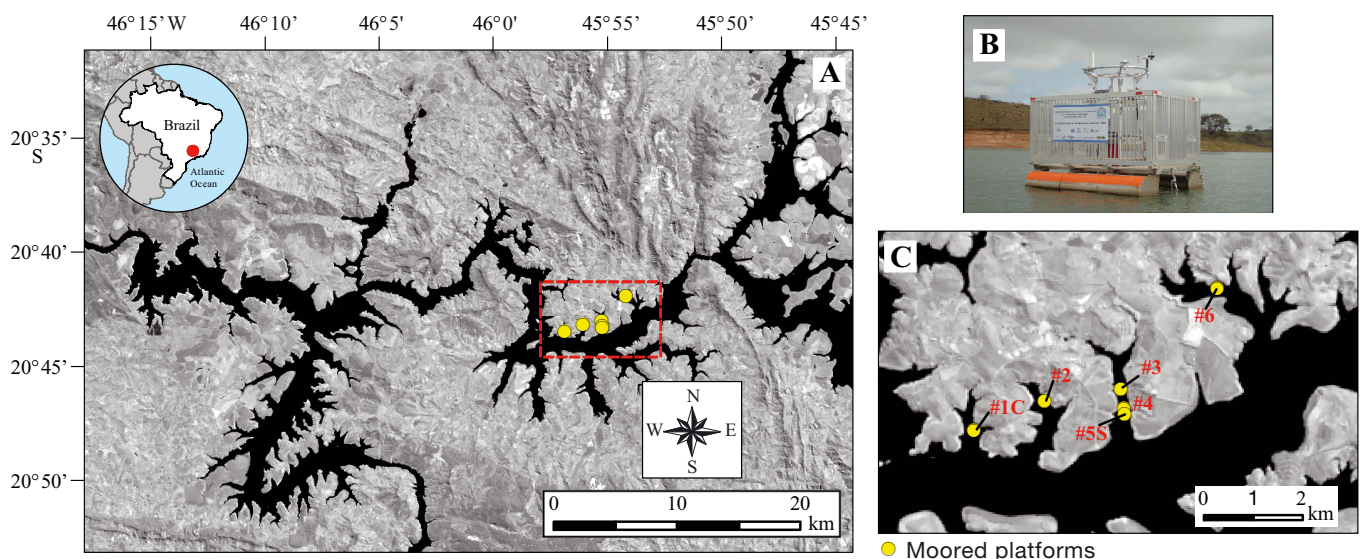 46°15’W 46°10’ 46°5’ 46°0’ 45°55’ 45°50’ 45°45’
A
Brazil
Atlantic
Ocean
20°35’
S
20°40’
20°45’
20°50’
N
W E
S
0 10 20
km
B
C
#6
#3
#2
#4
#1C
#5S
0 1 2
km
Moored platforms